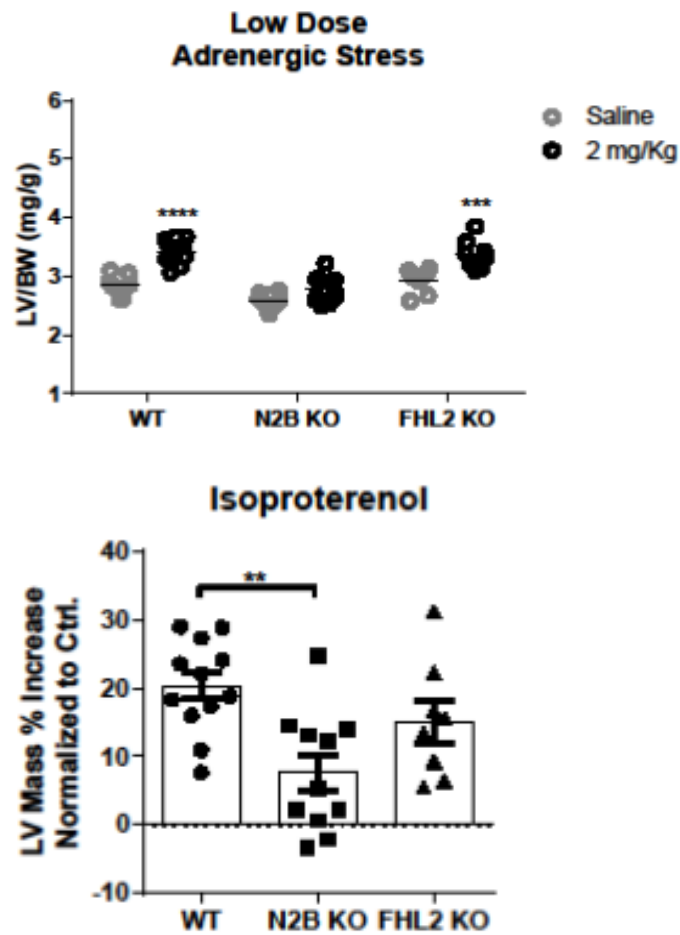 Low Dose
Adrenergic Stress
6
5
4
3
2
1
LV/BW (mg/g)
****
***
Saline
2 mg/Kg
WT
N2B KO
FHL2 KO
Isoproterenol
40
30
20
10
0
-10
LV Mass % Increase
Normalized to Ctrl.
**
WT
N2B KO
FHL2 KO